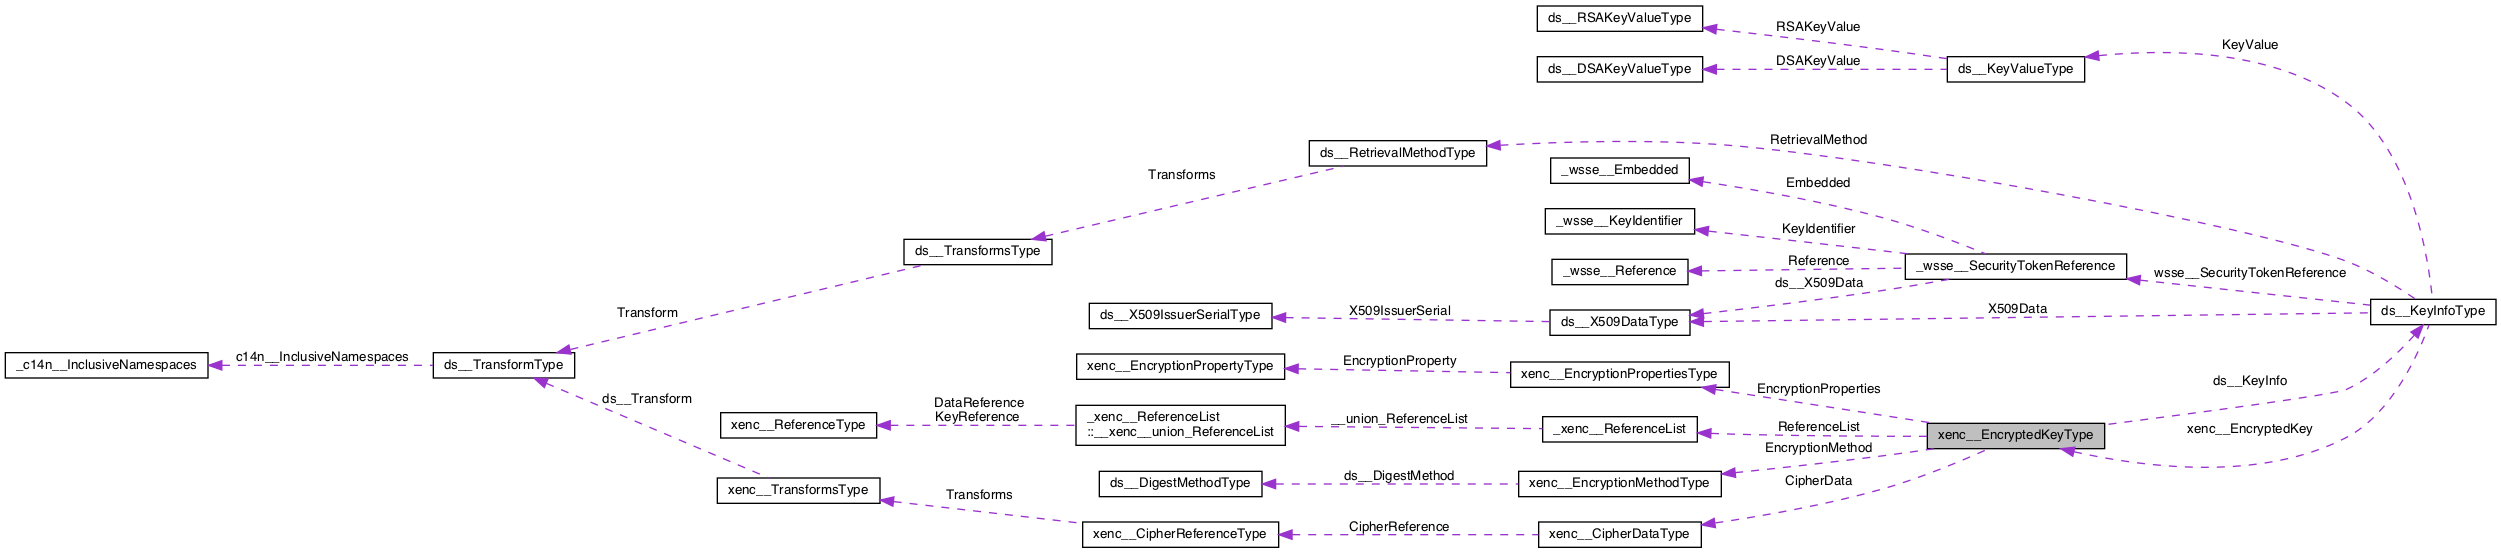 ds__RSAKeyValueType
RSAKeyValue
KeyValue
ds__DSAKeyValueType
DSAKeyValue
ds__KeyValueType
RetrievalMethod
ds__RetrievalMethodType
_wsse__Embedded
Transforms
Embedded
_wsse__KeyIdentifier
KeyIdentifier
ds__TransformsType
_wsse__Reference
Reference
_wsse__SecurityTokenReference
wsse__SecurityTokenReference
ds__X509Data
Transform
ds__X509IssuerSerialType
X509IssuerSerial
ds__X509DataType
X509Data
ds__KeyInfoType
_c14n__InclusiveNamespaces
c14n__InclusiveNamespaces
ds__TransformType
xenc__EncryptionPropertyType
EncryptionProperty
xenc__EncryptionPropertiesType
EncryptionProperties
ds__KeyInfo
ds__Transform
xenc__ReferenceType
DataReference
KeyReference
_xenc__ReferenceList
::__xenc__union_ReferenceList
__union_ReferenceList
_xenc__ReferenceList
ReferenceList
xenc__EncryptedKeyType
xenc__EncryptedKey
EncryptionMethod
ds__DigestMethodType
ds__DigestMethod
xenc__EncryptionMethodType
CipherData
xenc__TransformsType
Transforms
xenc__CipherReferenceType
CipherReference
xenc__CipherDataType